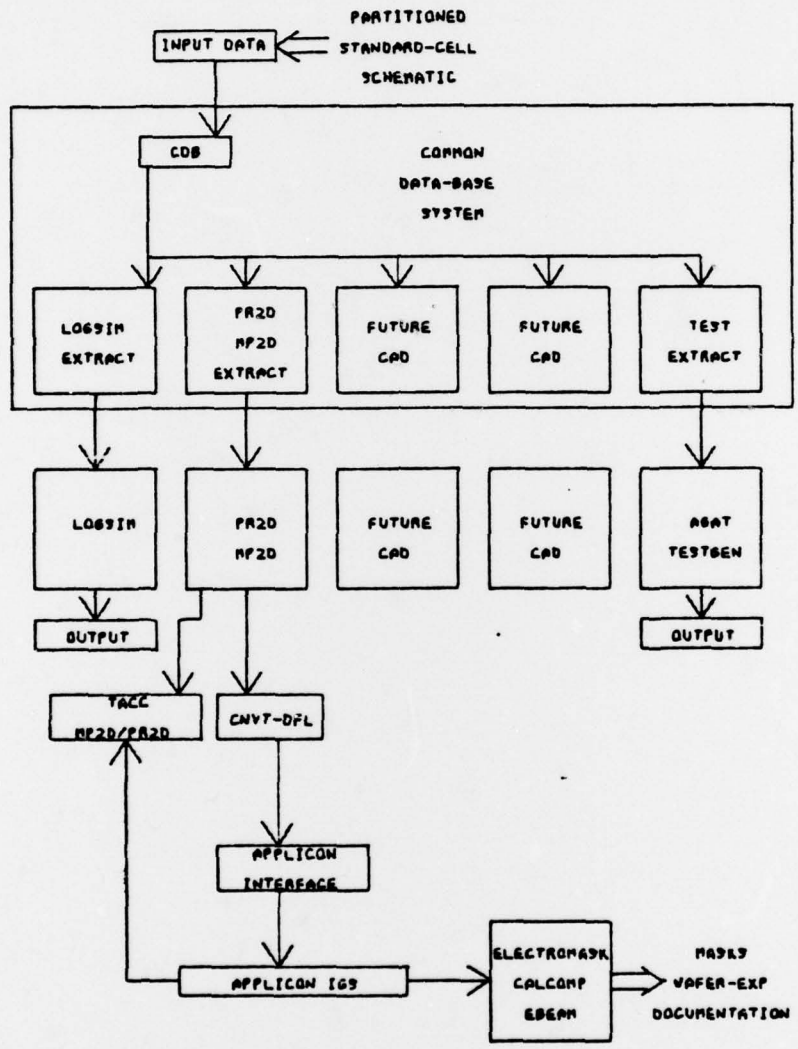 PARTITIONED
INPUT DATA
STANDARD-CELL
SCHEMATIC
CDB
COMMON
DATA-BASE
SYSTEM
LOGSIM
EXTRACT
PR2D
MP2D
EXTRACT
FUTURE
CAD
FUTURE
CAD
TEST
EXTRACT
LOGSIM
PR2D
MP2D
FUTURE
CAD
FUTURE
CAD
AGAT
TESTGEN
OUTPUT
OUTPUT
TACC
MP2D/PR2D
CNVT-DFL
APPLICON
INTERFACE
APPLICON IGS
ELECTROMASK
CALCOMP
EBEAM
MASKS
WAFER-EXP
DOCUMENTATION